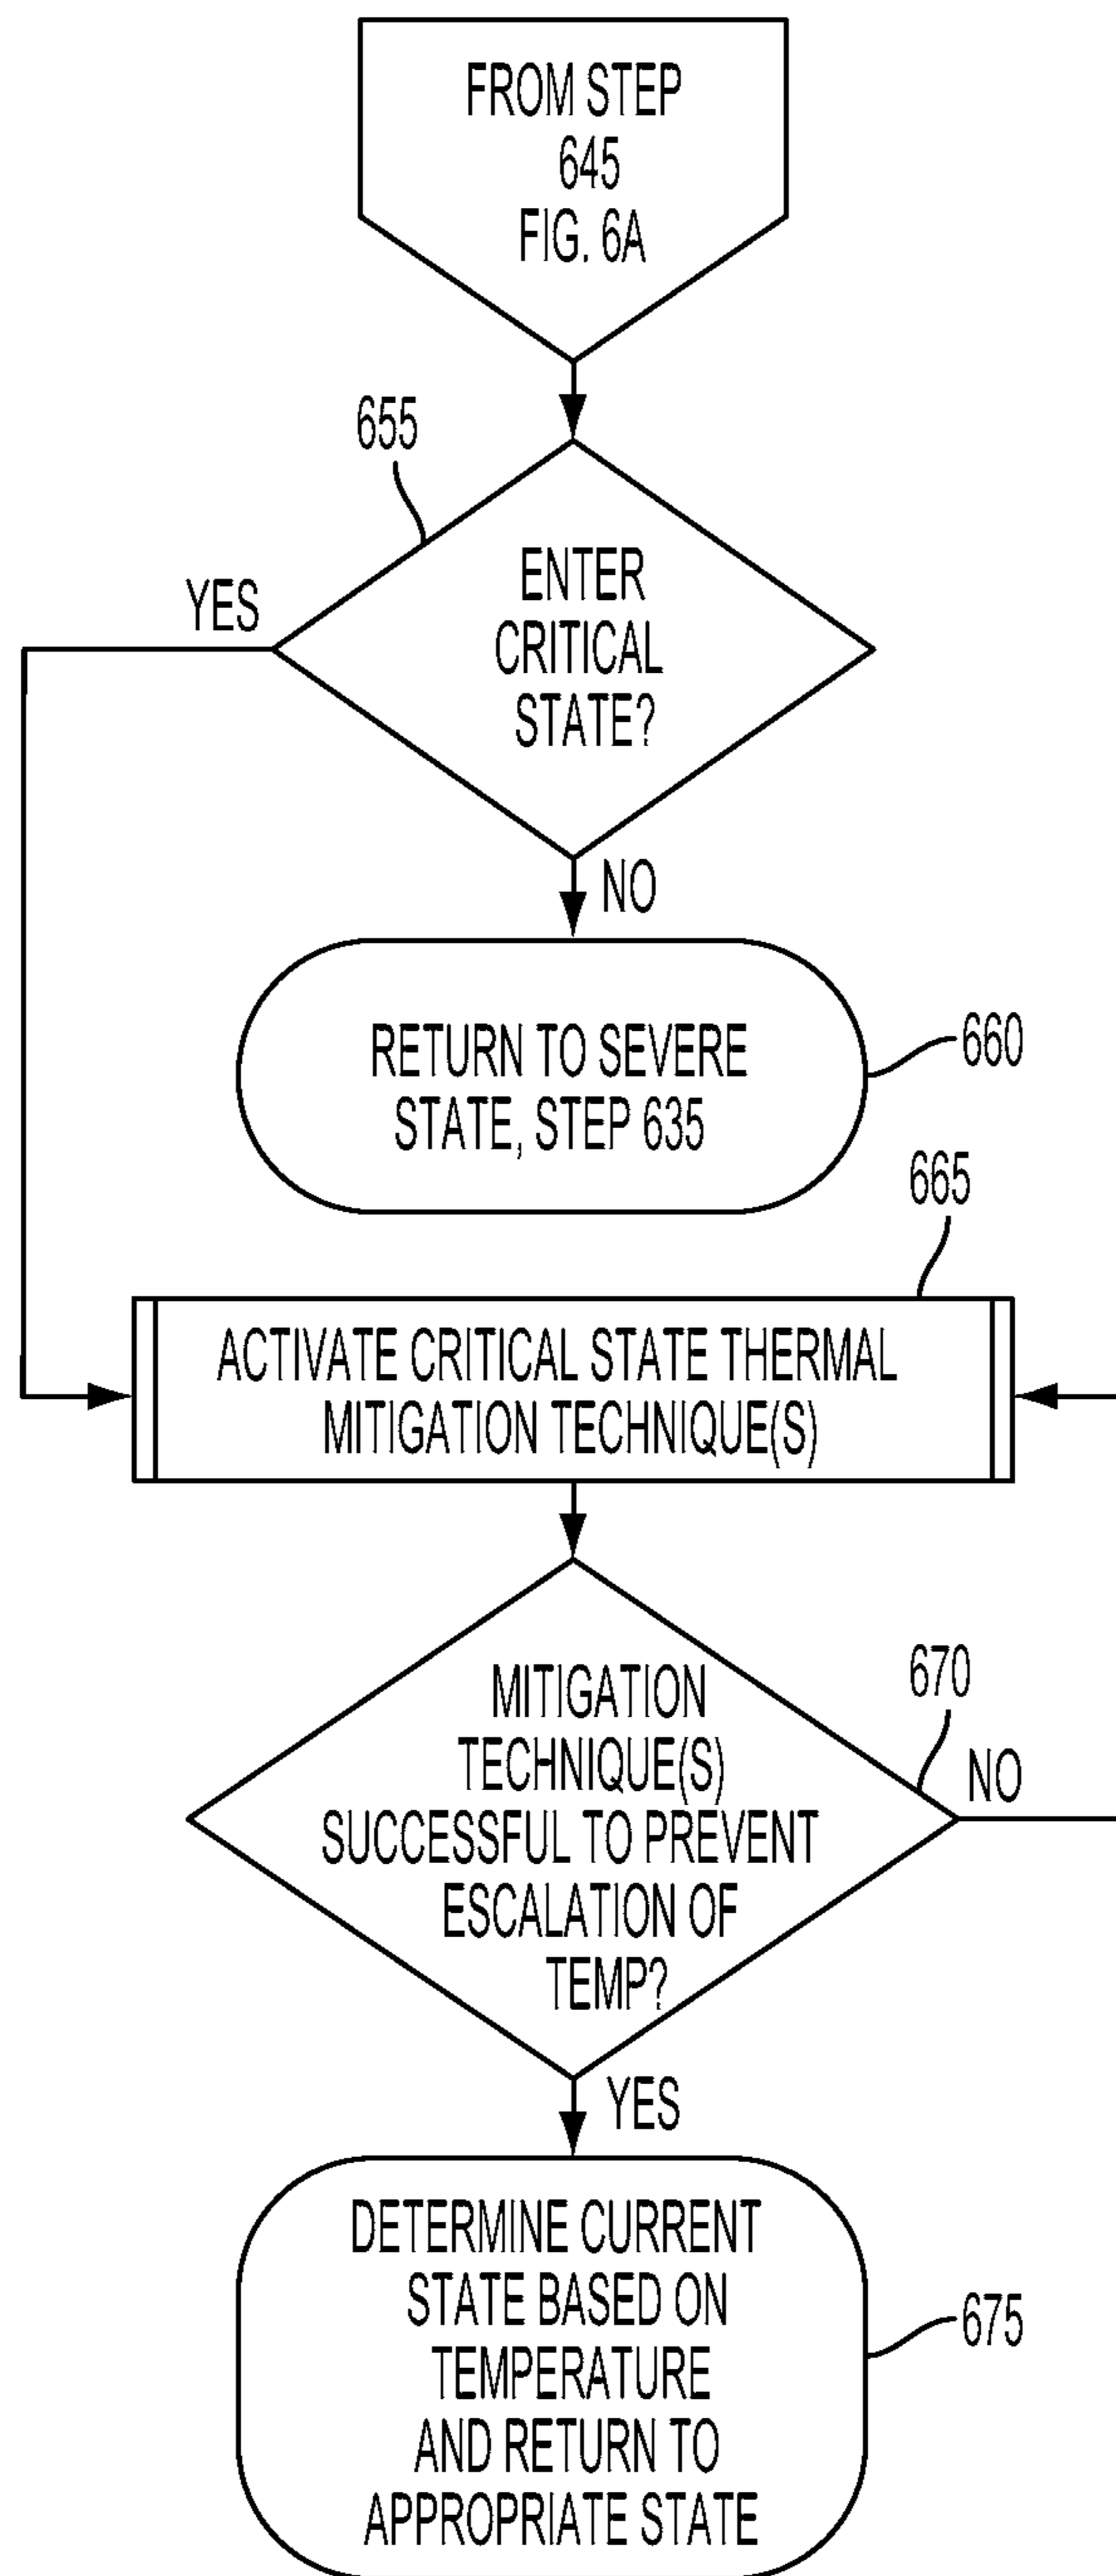 FROM STEP
645
FIG. 6A
655
YES
ENTER
CRITICAL
STATE?
NO
RETURN TO SEVERE
STATE, STEP 635
660
665
ACTIVATE CRITICAL STATE THERMAL
MITIGATION TECHNIQUE(S)
670
MITIGATION
TECHNIQUE(S)
SUCCESSFUL TO PREVENT
ESCALATION OF
TEMP?
NO
YES
DETERMINE CURRENT
STATE BASED ON
TEMPERATURE
AND RETURN TO
APPROPRIATE STATE
675